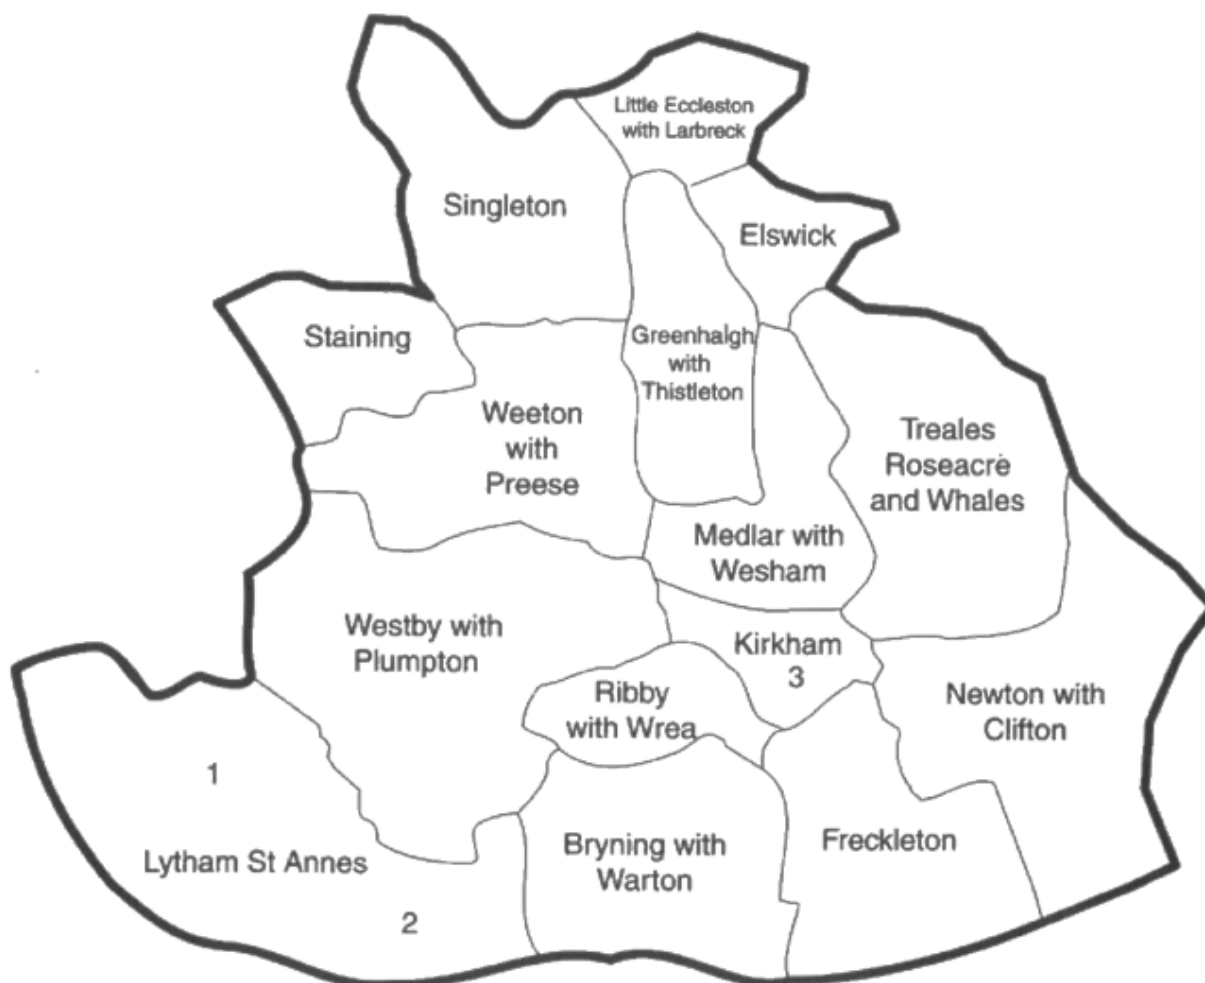 Little Eccleston
with Larbreck
Singleton
Elswick
Staining
Greenhalgh
with
Thistleton
Weeton
with
Preese
Treales
Roseacre
and Whales
Medlar with
Wesham
Westby with
Plumpton
Kirkham
3
Ribby
with Wrea
Newton with
Clifton
1
Lytham St Annes
2
Bryning with
Warton
Freckleton